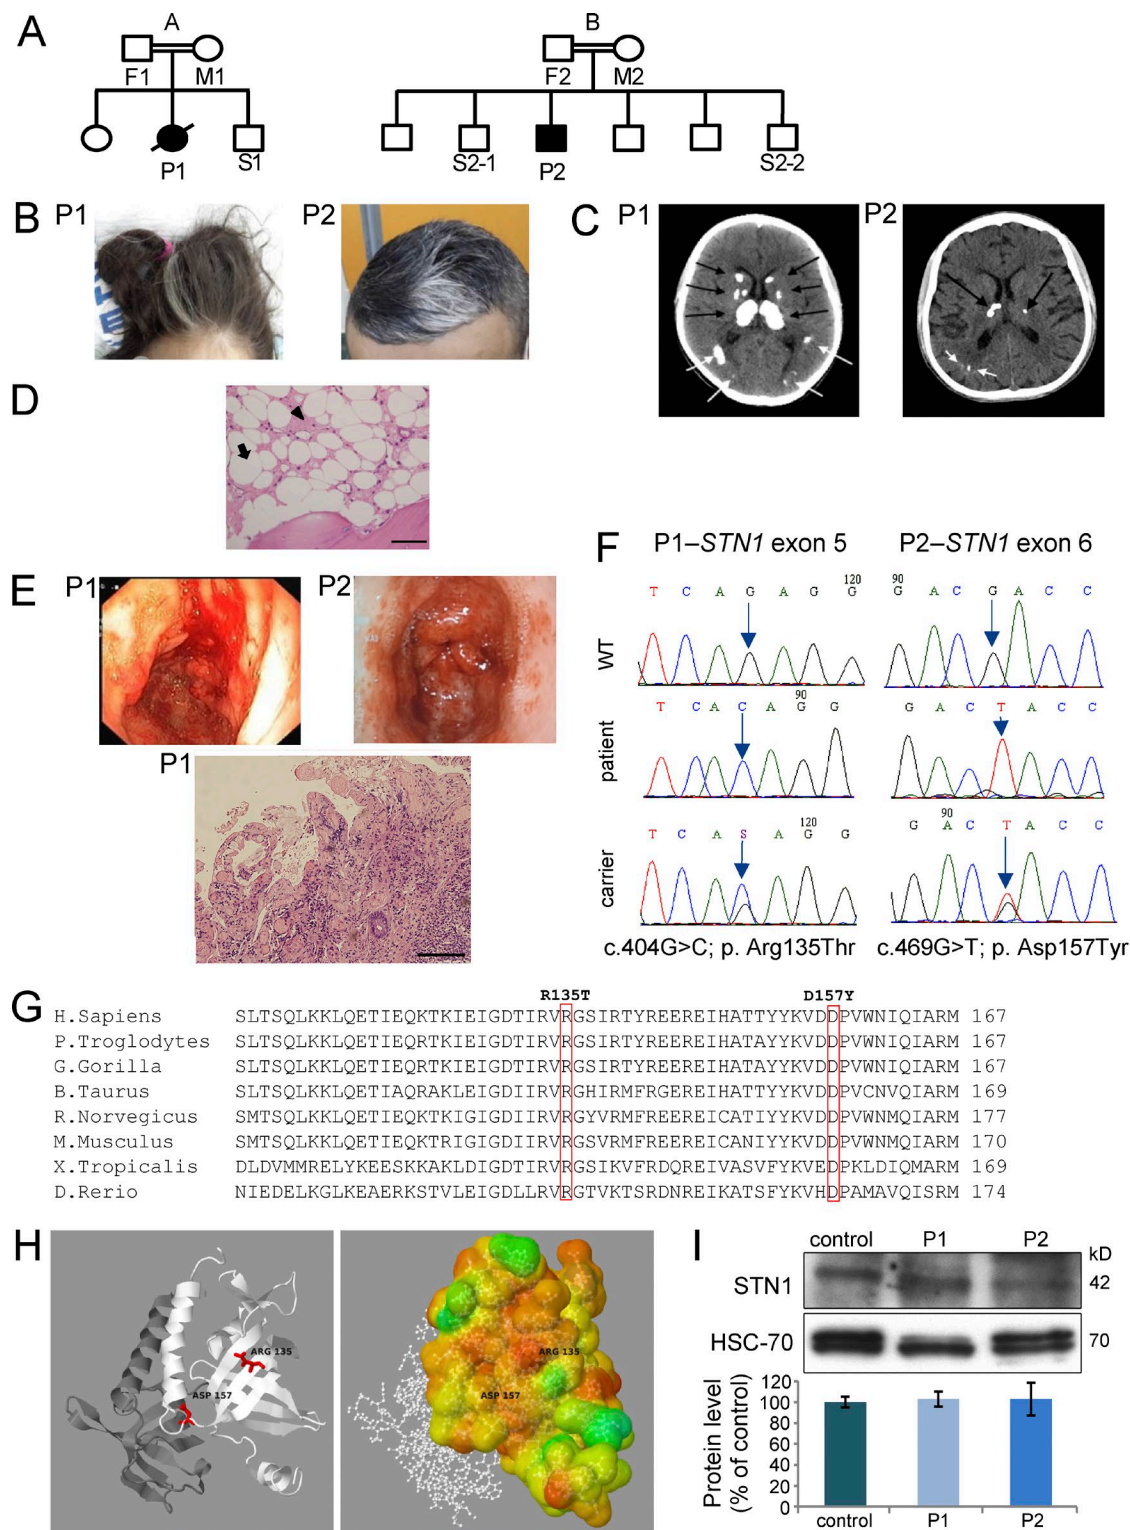 A
A
B
F1
M1
F2
M2
P1
S1
S2-1
P2
S2-2
B
P1
P2
C
P1
P2
D
E
P1
P2
P1
F
P1–STN1 exon 5
P2–STN1 exon 6
WT
T C A G A G G
120
90
G A C G A C C
patient
T C A C A G G
90
G A C T A C C
carrier
T C A S A G G
120
90
G A C T A C C
c.404G>C; p. Arg135Thr
c.469G>T; p. Asp157Tyr
G
R135T
D157Y
H.Sapiens SLTSQLKKLQETIEQKTKIEIGDTIRVRGSIRTYREEREIHATTYYKVDDPVWNIQIARM 167
P.Troglodytes SLTSQLKKLQETIEQKTKIEIGDTIRVRGSIRTYREEREIHATAYYKVDDPVWNIQIARM 167
G.Gorilla SLTSQLKKLQETIEQKTKIEIGDTIRVRGSIRTYREEREIHATAYYKVDDPVWNIQIARM 167
B.Taurus SLTSQLKKLQETIAQRAKLEIGDIIRVRGHIRMFRGEREIHATTYYKVDDPVCNVQIARM 169
R.Norvegicus SMTSQLKKLQETIEQKTKIGIGDIIRVRGYVRMFREEREICATIYYKVDDPVWNMQIARM 177
M.Musculus SMTSQLKKLQETIEQKTRIGIGDIIRVRGSVRMFREEREICANIYYKVDDPVWNMQIARM 170
X.Tropicalis DLDVMMRELYKEESKKAKLDIGDTIRVRGSIKVFRDQREIVASVFYKVEDPKLDIQMARM 169
D.Rerio NIEDELKGLKEAERKSTVLEIGDLLRVRGTVKTSRDNREIKATSFYKVHDPAMAVQISRM 174
H
ARG 135
ASP 157
ARG 135
ASP 157
I
control
P1
P2
kD
STN1
42
HSC-70
70
Protein level
(% of control)
120
100
80
60
40
20
0
control
P1
P2